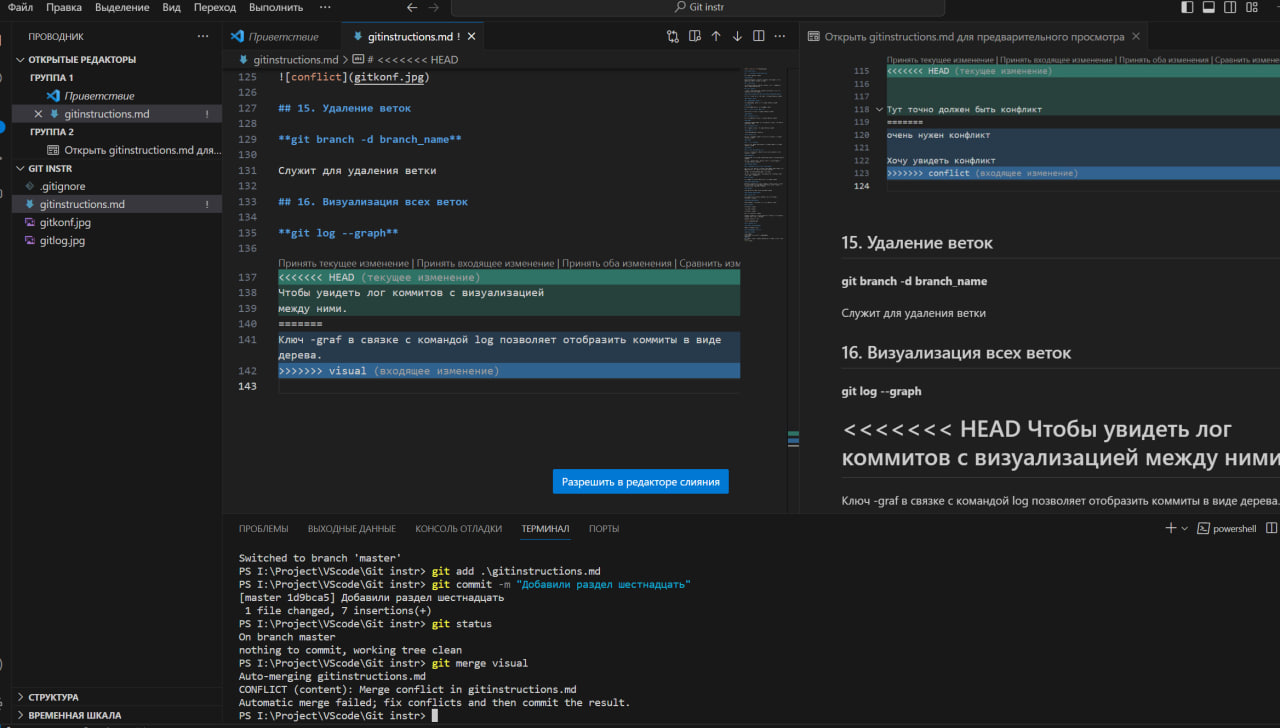 Файл Правка Выделение Вид Переход Выполнить ··· ← → Git instr
ПРОВОДНИК ···
ОТКРЫТЫЕ РЕДАКТОРЫ
ГРУППА 1
Приветствие
gitinstructions.md !
ГРУППА 2
Открыть gitinstructions.md для...
GIT INSTR
.gitignore
gitinstructions.md !
gitkonf.jpg
gitlog.jpg
СТРУКТУРА
ВРЕМЕННАЯ ШКАЛА
Приветствие gitinstructions.md ! ×
gitinstructions.md > # <<<<<<< HEAD
125 ![conflict](gitkonf.jpg)
126
127 ## 15. Удаление веток
128
129 **git branch -d branch_name**
130
131 Служит для удаления ветки
132
133 ## 16. Визуализация всех веток
134
135 **git log --graph**
136
Принять текущее изменение | Принять входящее изменение | Принять оба изменения | Сравнить изм
137 <<<<<<< HEAD (текущее изменение)
138 Чтобы увидеть лог коммитов с визуализацией
139 между ними.
140 =======
141 Ключ -graf в связке с командой log позволяет отобразить коммиты в виде
дерева.
142 >>>>>>> visual (входящее изменение)
143
Разрешить в редакторе слияния
Открыть gitinstructions.md для предварительного просмотра ×
Принять текущее изменение | Принять входящее изменение | Принять оба изменения | Сравнить измене
115 <<<<<<< HEAD (текущее изменение)
116
117
118 Тут точно должен быть конфликт
119 =======
120 очень нужен конфликт
121
122 Хочу увидеть конфликт
123 >>>>>>> conflict (входящее изменение)
124
15. Удаление веток
git branch -d branch_name
Служит для удаления ветки
16. Визуализация всех веток
git log --graph
<<<<<<< HEAD Чтобы увидеть лог
коммитов с визуализацией между ними
Ключ -graf в связке с командой log позволяет отобразить коммиты в виде дерева.
ПРОБЛЕМЫ ВЫХОДНЫЕ ДАННЫЕ КОНСОЛЬ ОТЛАДКИ ТЕРМИНАЛ ПОРТЫ powershell
Switched to branch 'master'
PS I:\Project\VScode\Git instr> git add .\gitinstructions.md
PS I:\Project\VScode\Git instr> git commit -m "Добавили раздел шестнадцать"
[master 1d9bca5] Добавили раздел шестнадцать
1 file changed, 7 insertions(+)
PS I:\Project\VScode\Git instr> git status
On branch master
nothing to commit, working tree clean
PS I:\Project\VScode\Git instr> git merge visual
Auto-merging gitinstructions.md
CONFLICT (content): Merge conflict in gitinstructions.md
Automatic merge failed; fix conflicts and then commit the result.
PS I:\Project\VScode\Git instr>